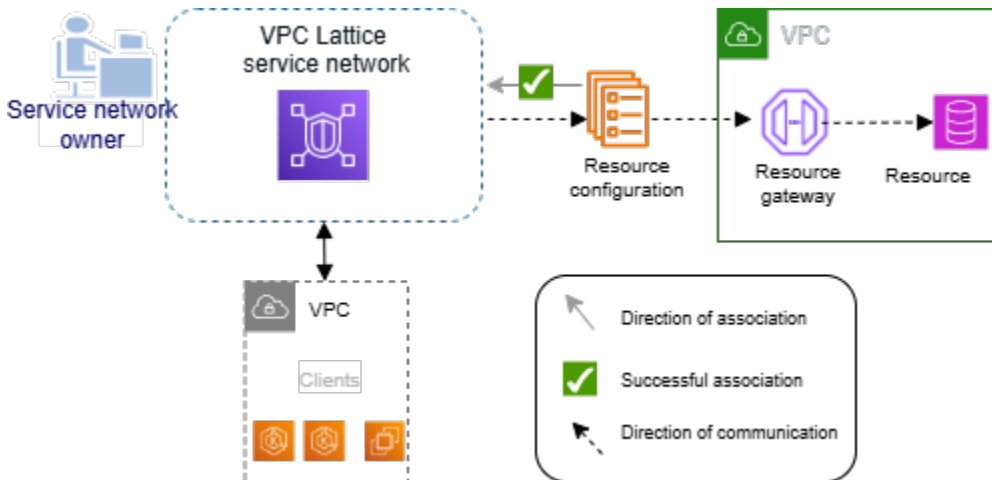 Service network
owner
VPC Lattice
service network
Resource
configuration
VPC
Resource
gateway
Resource
VPC
Clients
Direction of association
Successful association
Direction of communication